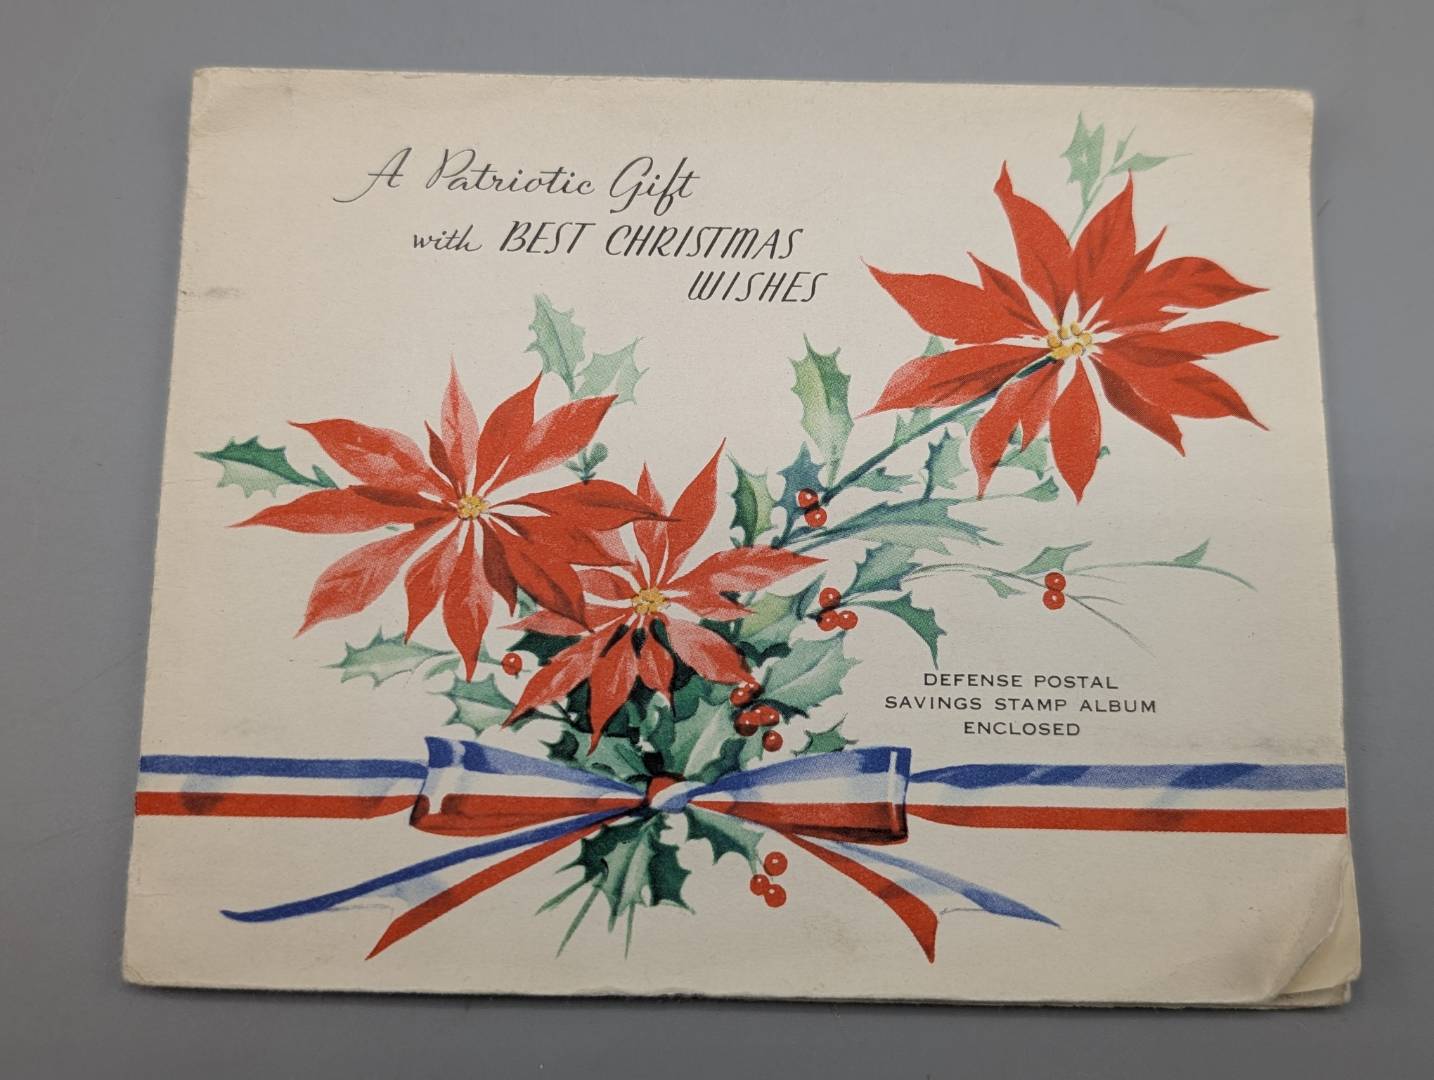 A Patriotic Gift
with BEST CHRISTMAS
WISHES
DEFENSE POSTAL
SAVINGS STAMP ALBUM
ENCLOSED